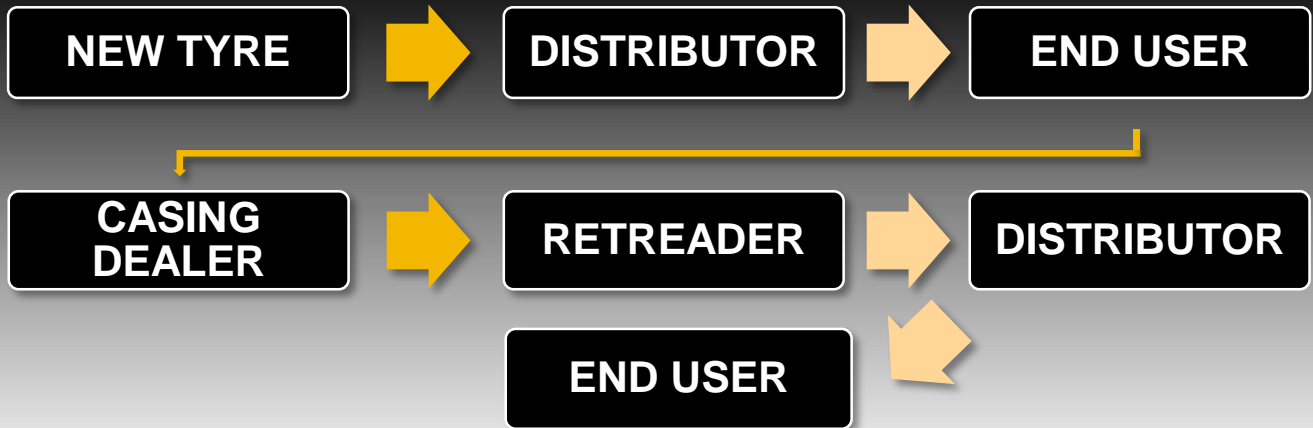 NEW TYRE
DISTRIBUTOR
END USER
CASING
DEALER
RETREADER
DISTRIBUTOR
END USER